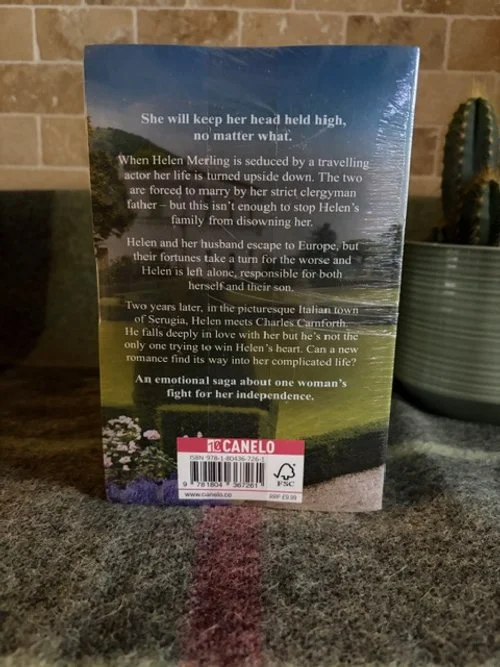 She will keep her head held high,
no matter what.
When Helen Merling is seduced by a travelling
actor her life is turned upside down. The two
are forced to marry by her strict clergyman
father – but this isn't enough to stop Helen's
family from disowning her.
Helen and her husband escape to Europe, but
their fortunes take a turn for the worse and
Helen is left alone, responsible for both
herself and their son.
Two years later, in the picturesque Italian town
of Serugia, Helen meets Charles Carnforth.
He falls deeply in love with her but he's not the
only one trying to win Helen's heart. Can a new
romance find its way into her complicated life?
An emotional saga about one woman's
fight for her independence.
10 CANELO
ISBN 978-1-80436-726-1
9 781804 367261
FSC
www.canelo.co
RRP £9.99